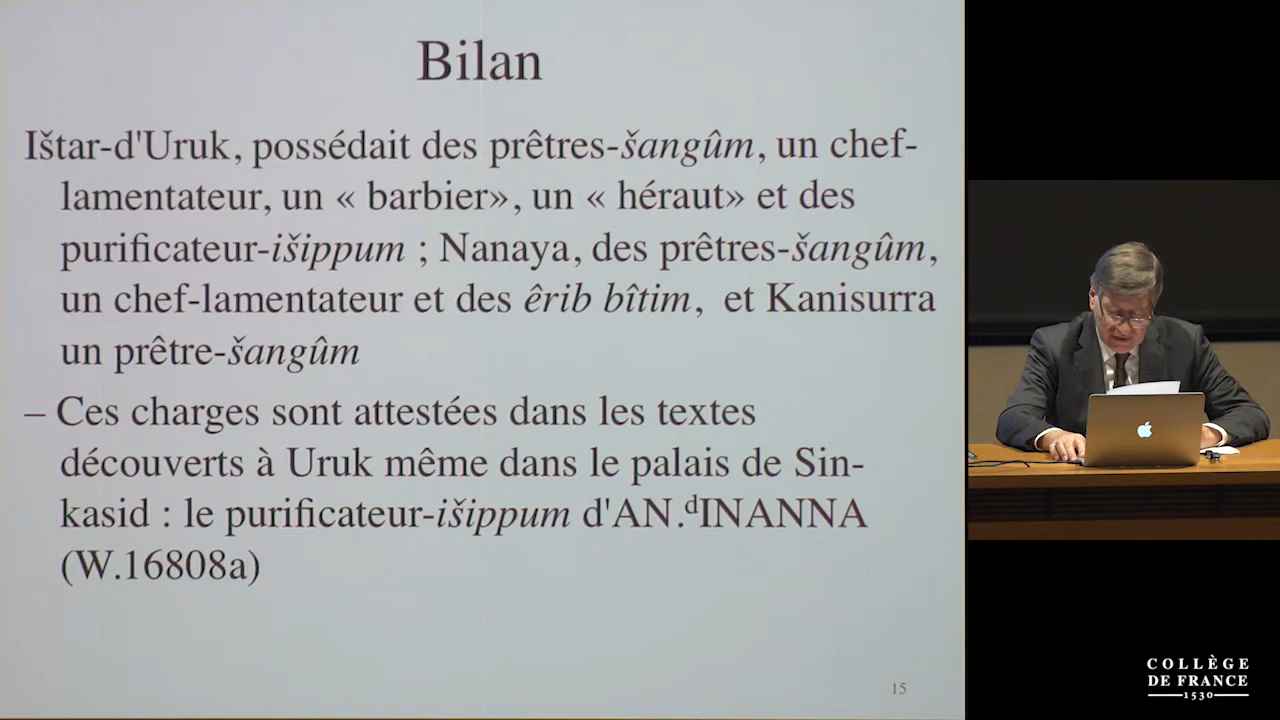 Bilan
Ištar-d'Uruk, possédait des prêtres-šangûm, un chef-
lamentateur, un « barbier», un « héraut» et des
purificateur-išippum ; Nanaya, des prêtres-šangûm,
un chef-lamentateur et des êrib bîtim, et Kanisurra
un prêtre-šangûm
– Ces charges sont attestées dans les textes
découverts à Uruk même dans le palais de Sin-
kasid : le purificateur-išippum d'AN.ᵈINANNA
(W.16808a)
15
COLLÈGE
DE FRANCE
1530